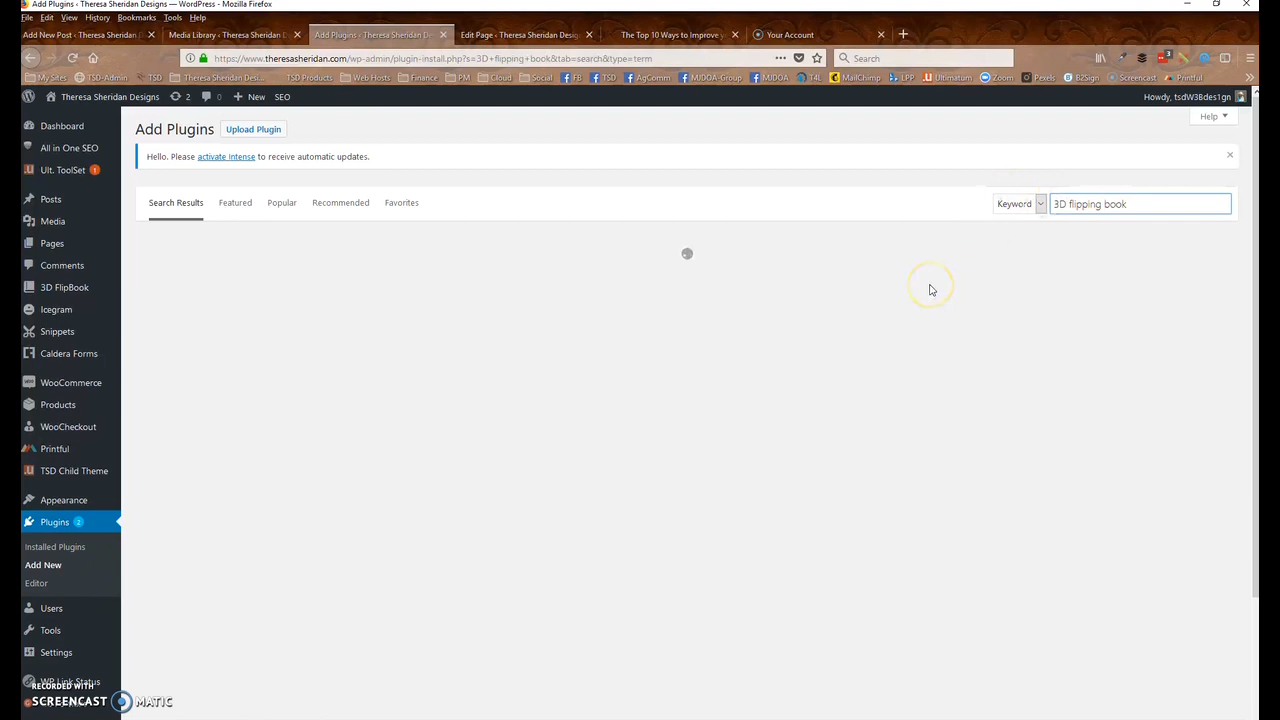 Add Plugins ‹ Theresa Sheridan Designs — WordPress - Mozilla Firefox
File Edit View History Bookmarks Tools Help
Add New Post ‹ Theresa Sheridan D Media Library ‹ Theresa Sheridan Add Plugins ‹ Theresa Sheridan De Edit Page ‹ Theresa Sheridan Design The Top 10 Ways to Improve y Your Account
https://www.theresasheridan.com/wp-admin/plugin-install.php?s=3D+flipping+book&tab=search&type=term Search
My Sites TSD-Admin TSD Theresa Sheridan Des TSD Products Web Hosts Finance PM Cloud Social FB TSD AgComm MJDOA-Group MJDOA T4L MailChimp LPP Ultimatum Zoom Pexels B2Sign Screencast Printful
Theresa Sheridan Designs 2 0 New SEO Howdy, tsdW3Bdes1gn
Add Plugins Upload Plugin Help
Hello. Please activate Intense to receive automatic updates.
Search Results Featured Popular Recommended Favorites Keyword 3D flipping book
Dashboard
All in One SEO
Ult. ToolSet 1
Posts
Media
Pages
Comments
3D FlipBook
Icegram
Snippets
Caldera Forms
WooCommerce
Products
WooCheckout
Printful
TSD Child Theme
Appearance
Plugins 2
Installed Plugins
Add New
Editor
Users
Tools
Settings
WP Link Status
RECORDED WITH
SCREENCAST MATIC